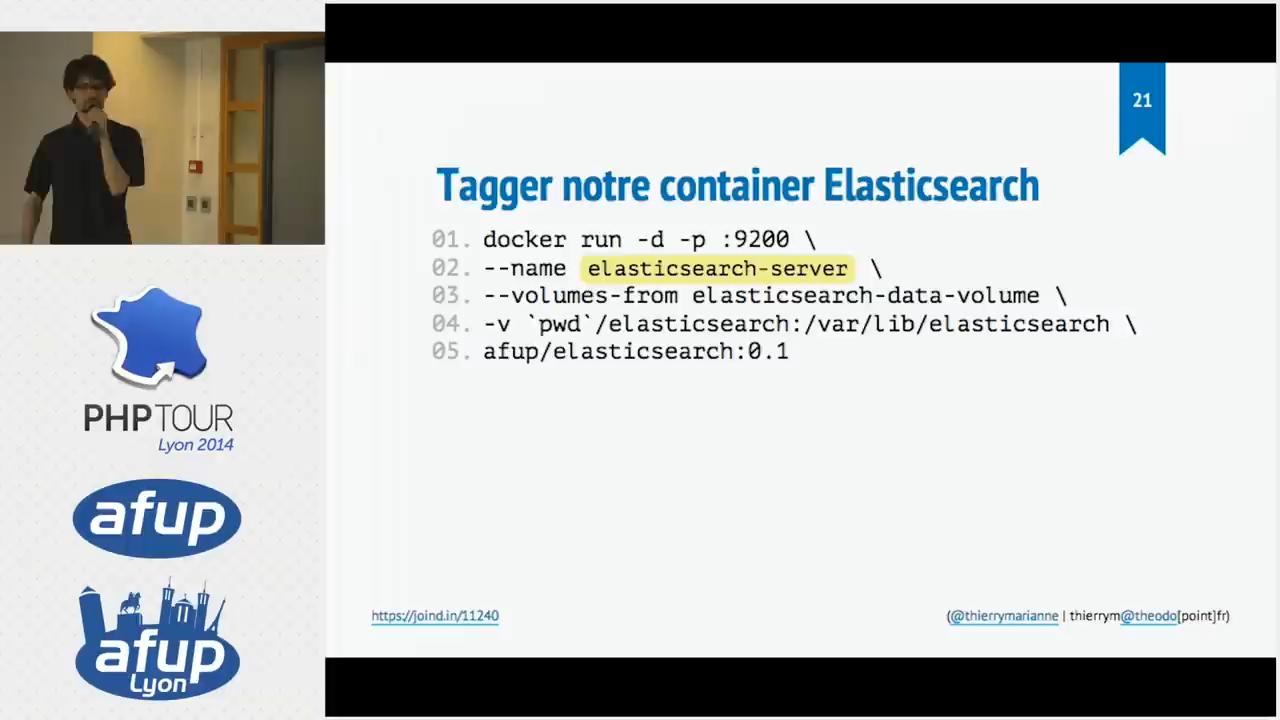 21
Tagger notre container Elasticsearch
01. docker run -d -p :9200 \
02. --name elasticsearch-server \
03. --volumes-from elasticsearch-data-volume \
04. -v `pwd`/elasticsearch:/var/lib/elasticsearch \
05. afup/elasticsearch:0.1
https://joind.in/11240
(@thierrymarianne | thierrym@theodo[point]fr)
PHPTOUR
Lyon 2014
afup
afup
Lyon